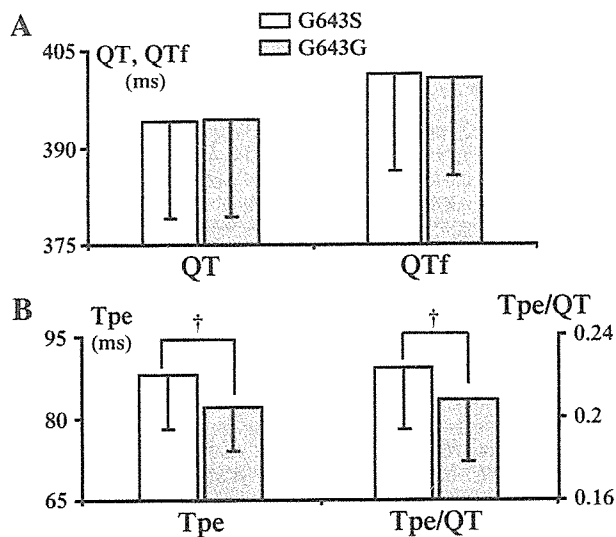 A
G643S
G643G
405
QT, QTf
(ms)
390
375
QT
QTf
B
Tpe
(ms)
Tpe/QT
95
†
†
0.24
80
0.2
65
0.16
Tpe
Tpe/QT